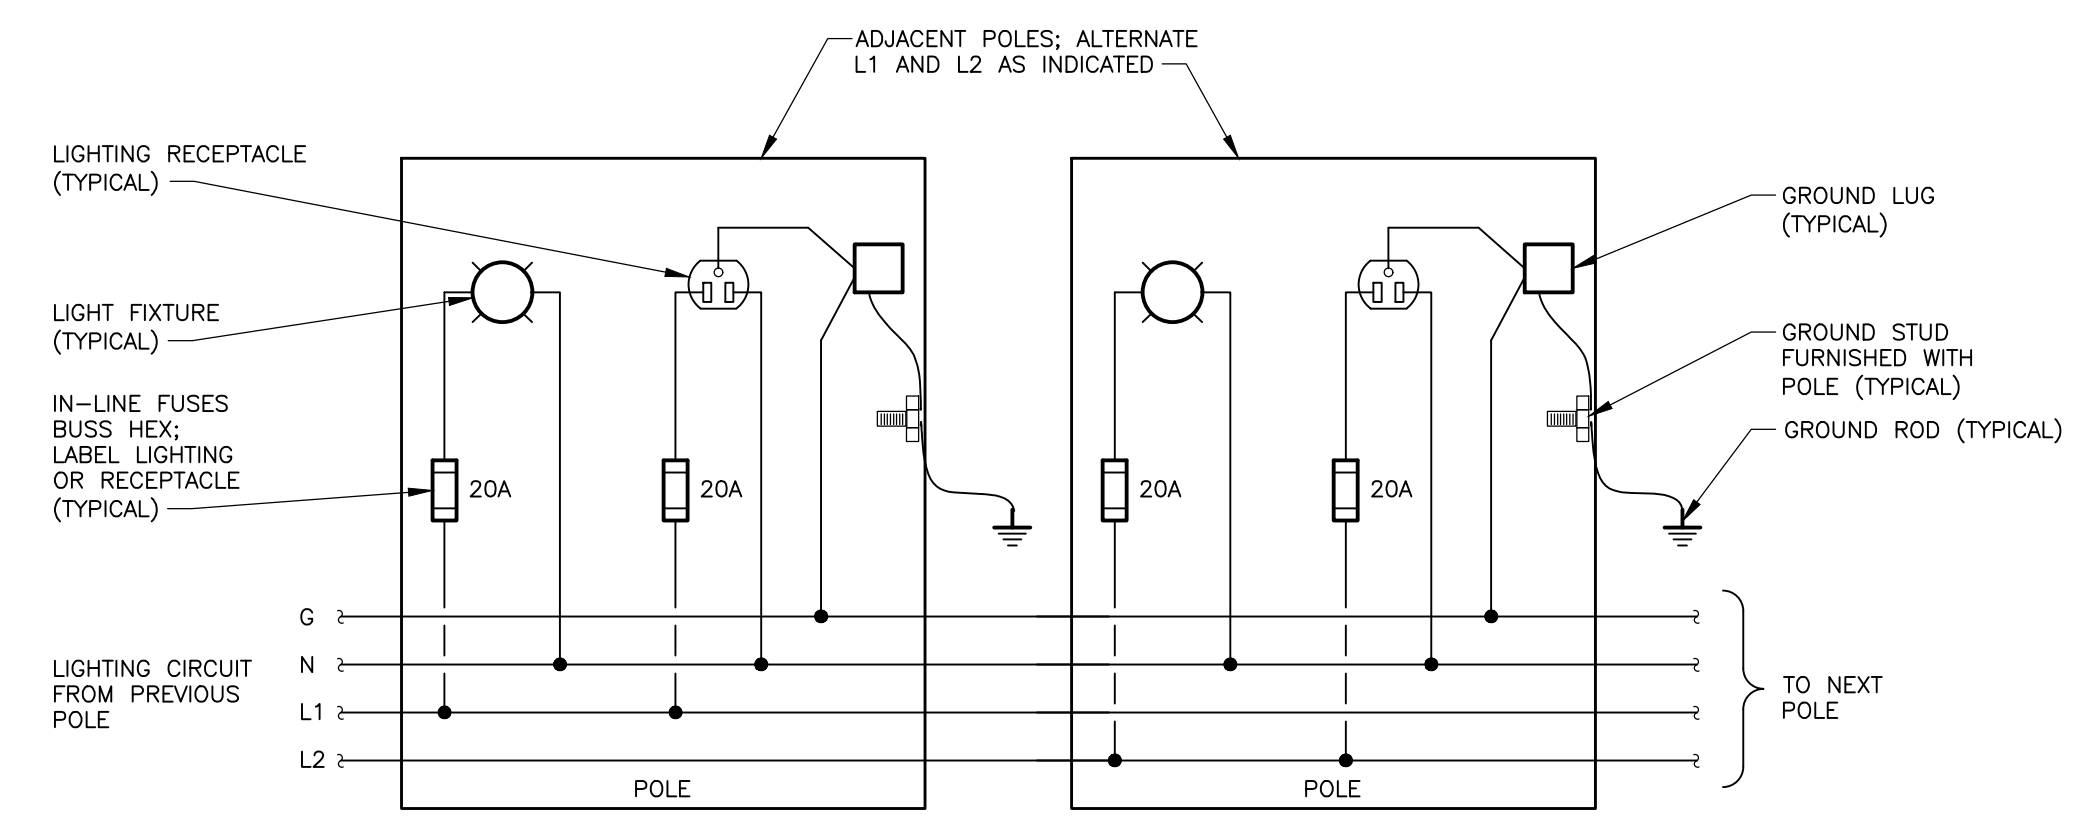 ADJACENT POLES; ALTERNATE
L1 AND L2 AS INDICATED
LIGHTING RECEPTACLE
(TYPICAL)
LIGHT FIXTURE
(TYPICAL)
IN-LINE FUSES
BUSS HEX;
LABEL LIGHTING
OR RECEPTACLE
(TYPICAL)
20A
20A
20A
20A
GROUND LUG
(TYPICAL)
GROUND STUD
FURNISHED WITH
POLE (TYPICAL)
GROUND ROD (TYPICAL)
LIGHTING CIRCUIT
FROM PREVIOUS
POLE
G
N
L1
L2
POLE
POLE
TO NEXT
POLE